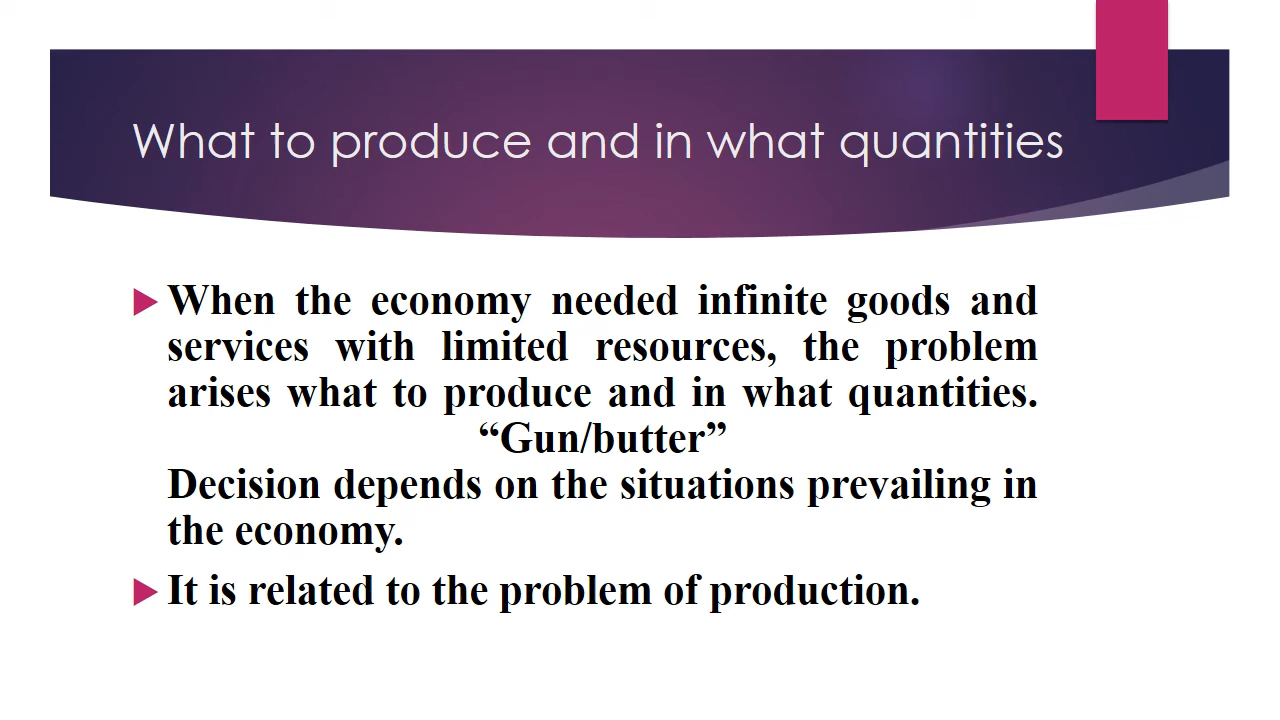 What to produce and in what quantities
When the economy needed infinite goods and
services with limited resources, the problem
arises what to produce and in what quantities.
“Gun/butter”
Decision depends on the situations prevailing in
the economy.
It is related to the problem of production.